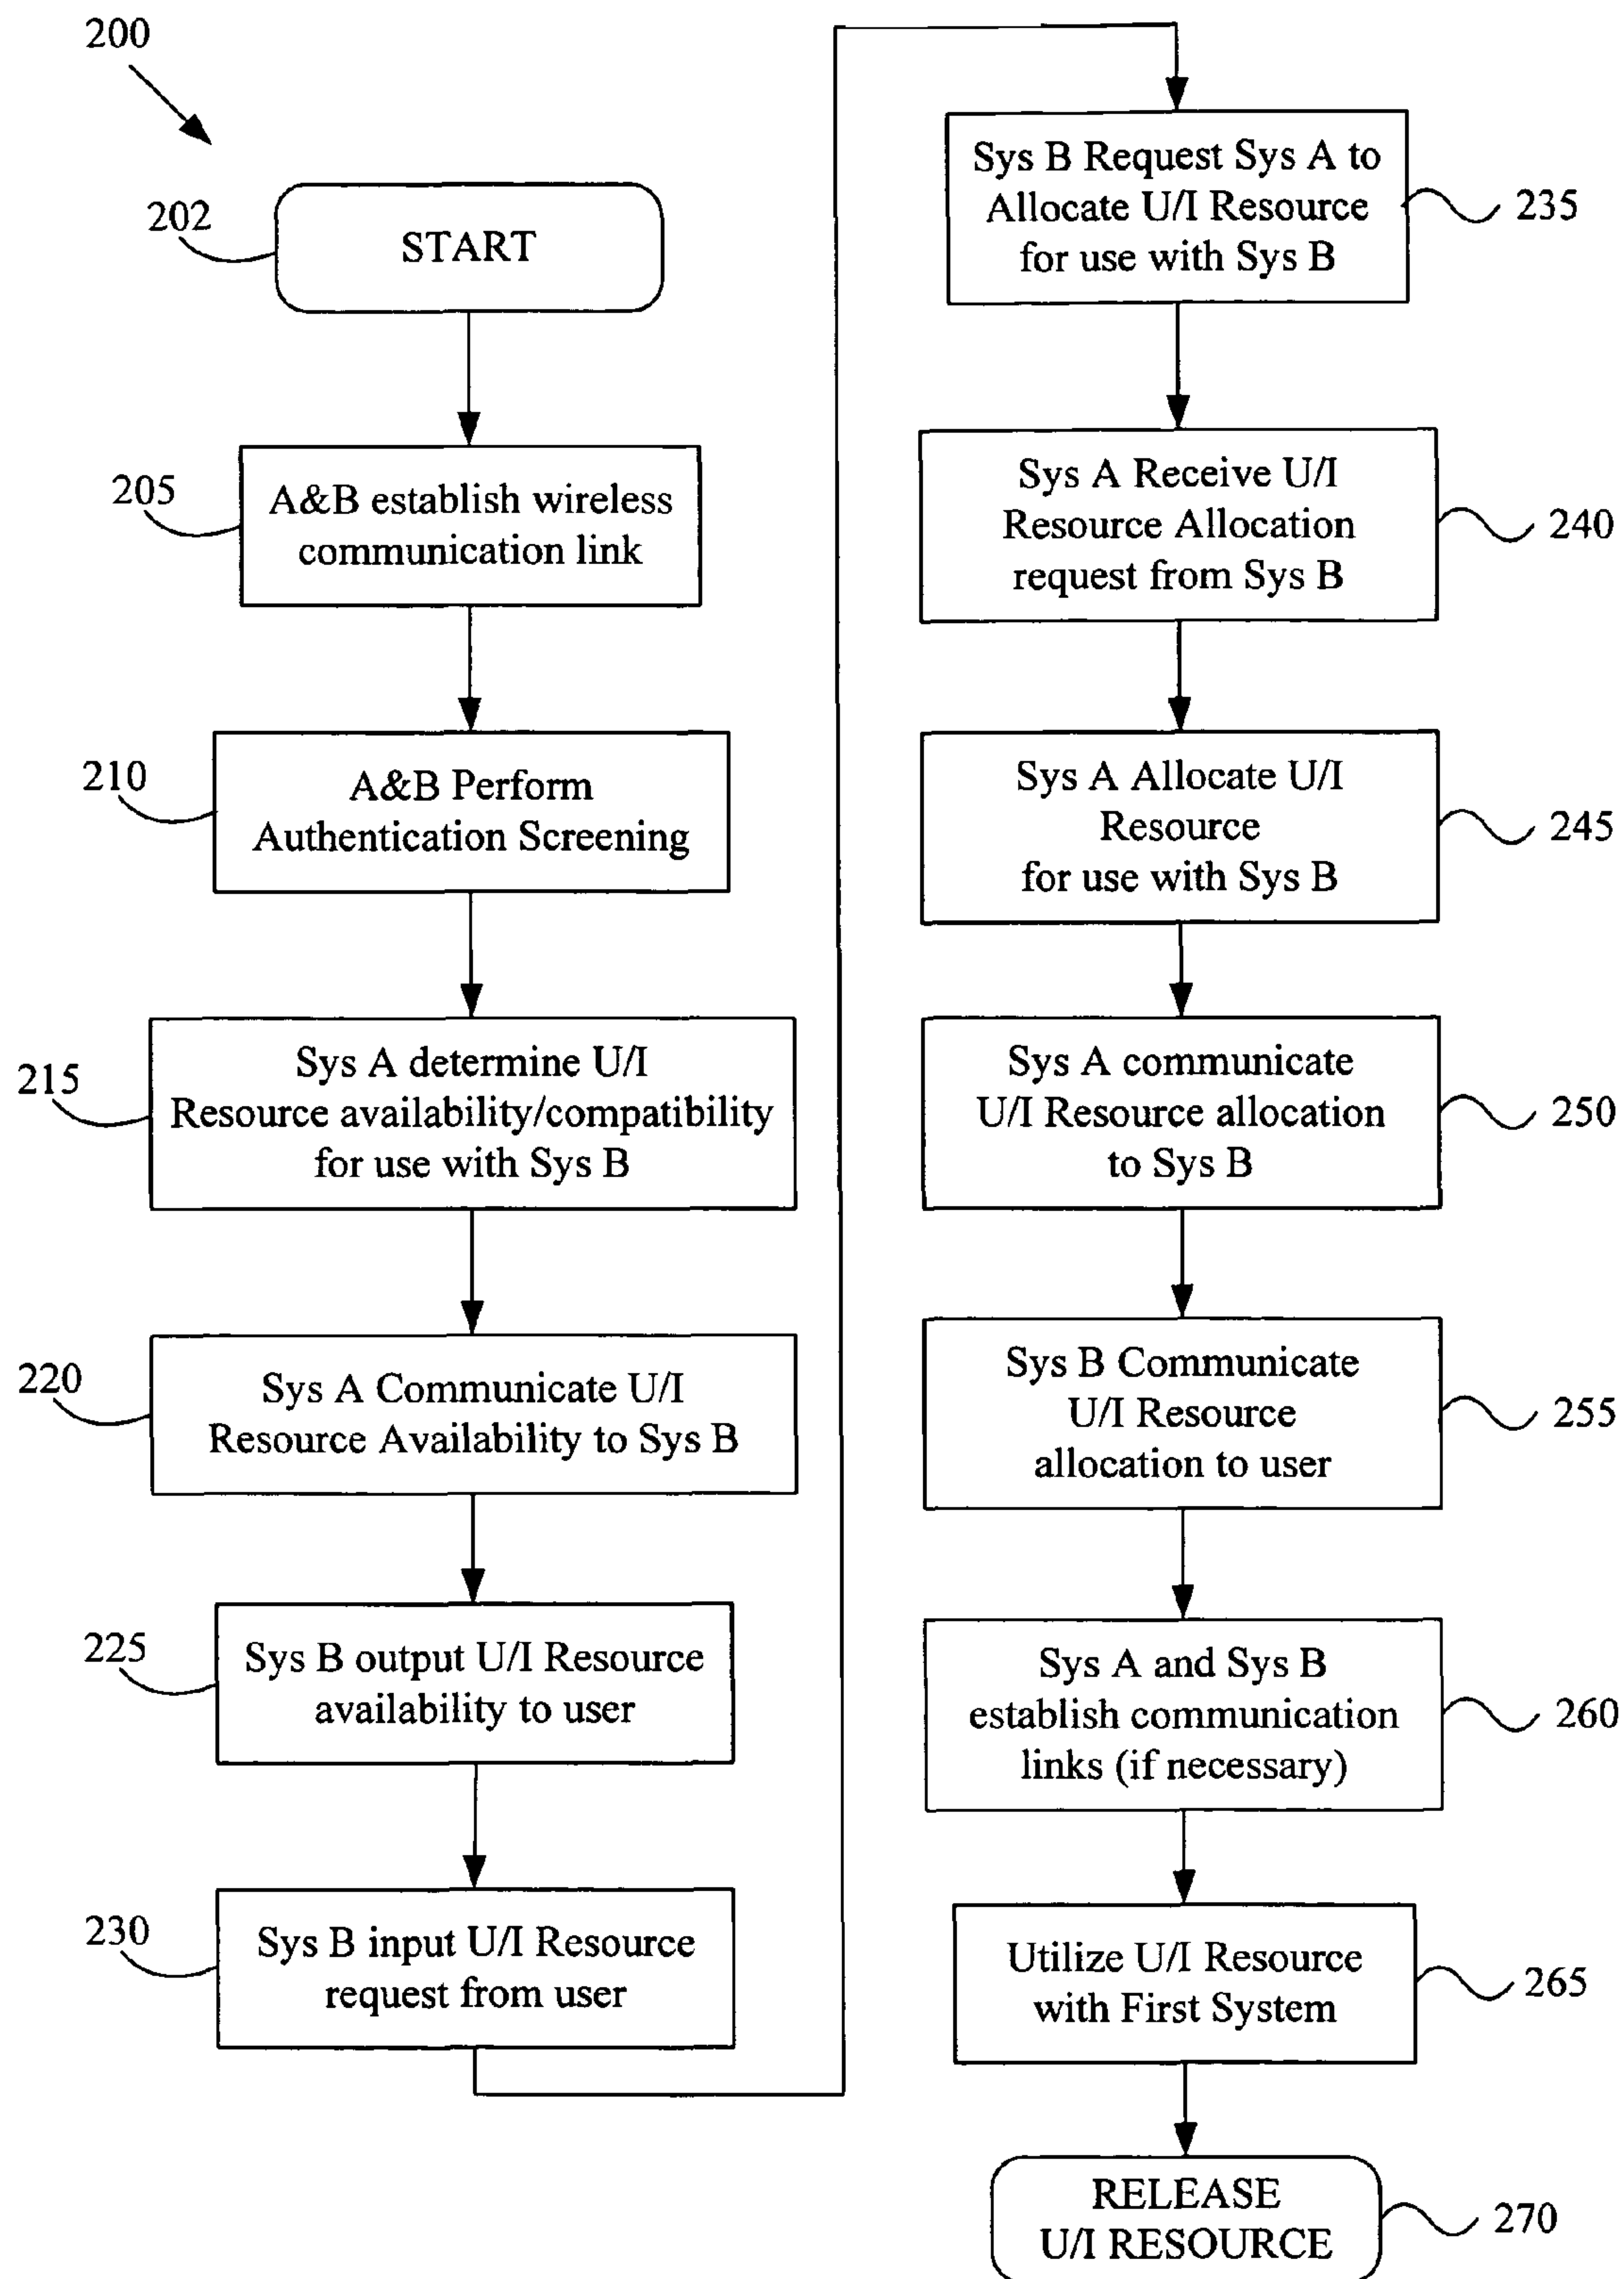 200
202
START
205
A&B establish wireless
communication link
210
A&B Perform
Authentication Screening
215
Sys A determine U/I
Resource availability/compatibility
for use with Sys B
220
Sys A Communicate U/I
Resource Availability to Sys B
225
Sys B output U/I Resource
availability to user
230
Sys B input U/I Resource
request from user
Sys B Request Sys A to
Allocate U/I Resource
for use with Sys B
235
Sys A Receive U/I
Resource Allocation
request from Sys B
240
Sys A Allocate U/I
Resource
for use with Sys B
245
Sys A communicate
U/I Resource allocation
to Sys B
250
Sys B Communicate
U/I Resource
allocation to user
255
Sys A and Sys B
establish communication
links (if necessary)
260
Utilize U/I Resource
with First System
265
RELEASE
U/I RESOURCE
270